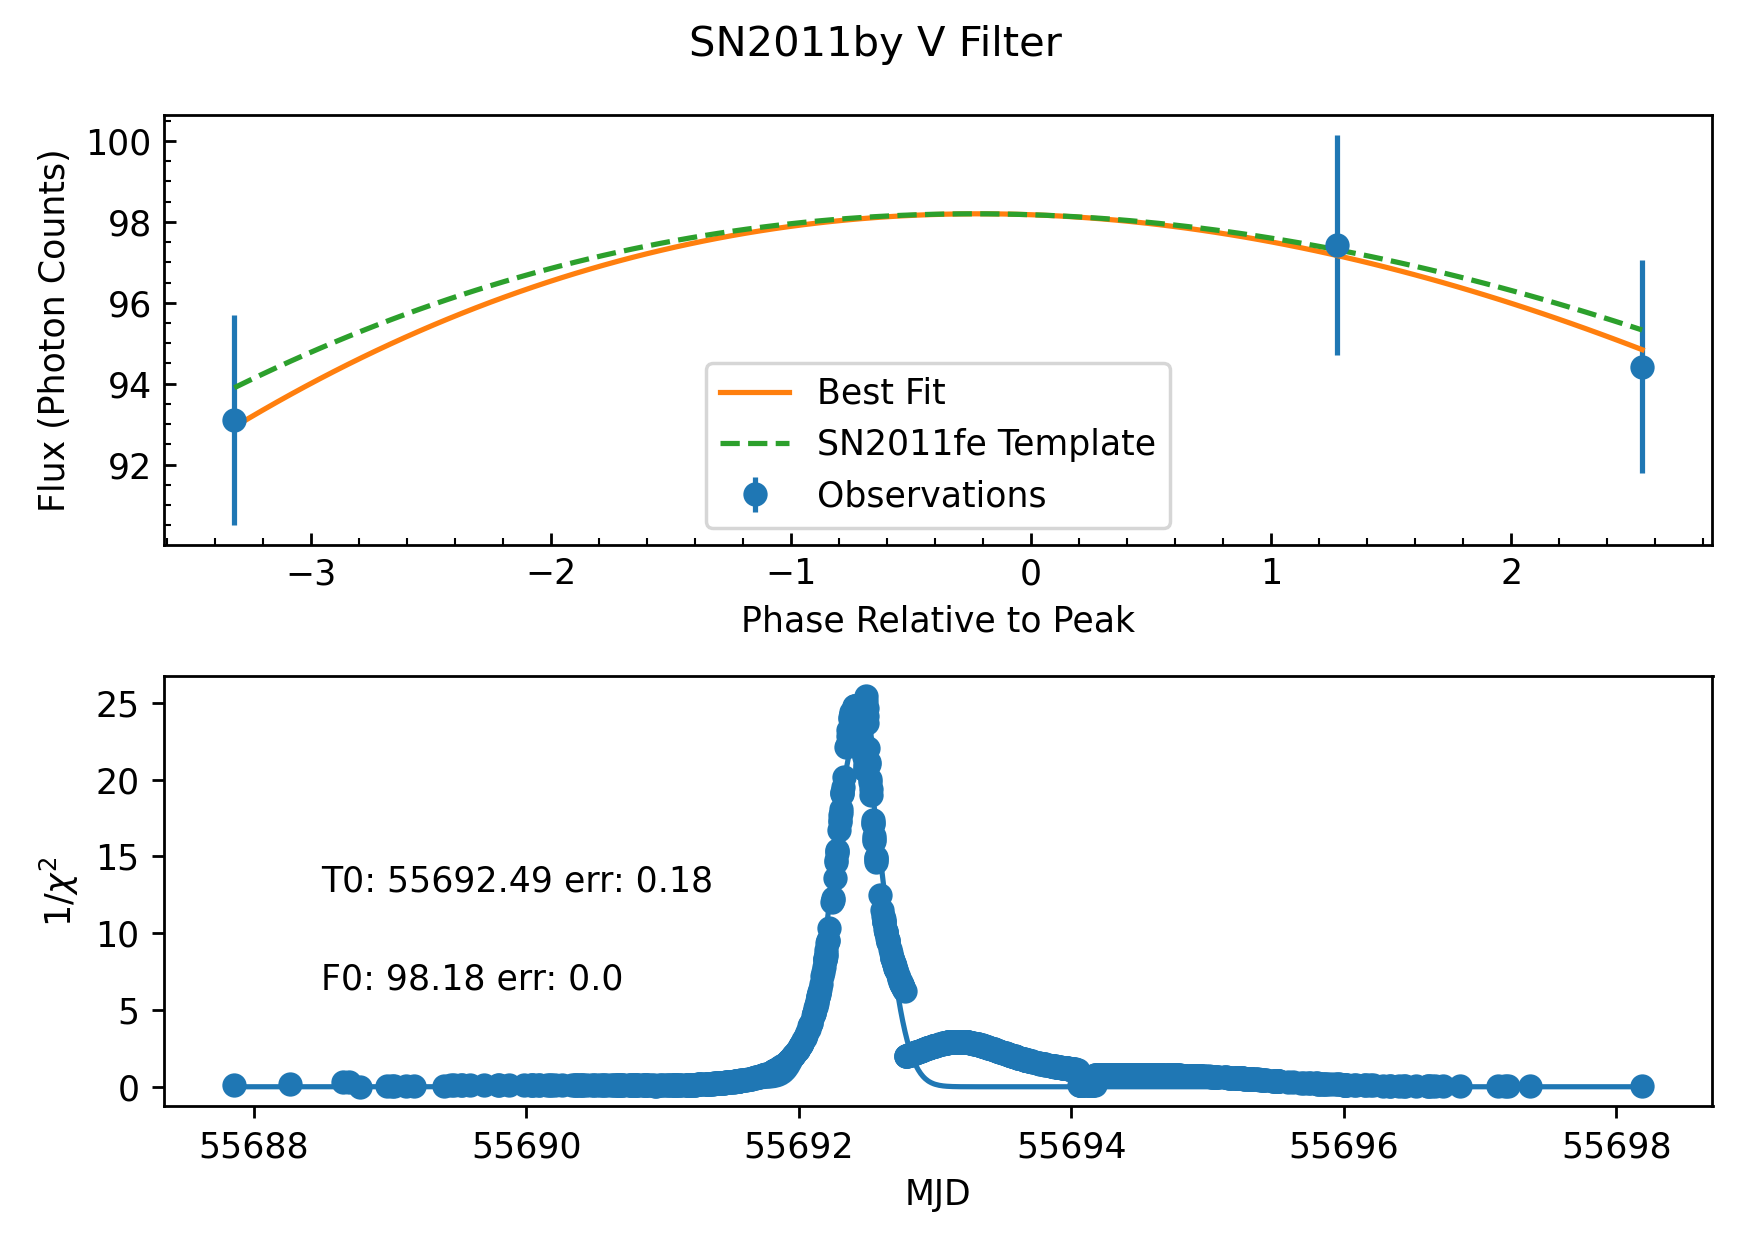 SN2011by V Filter
Flux (Photon Counts)
100
98
96
94
92
Best Fit
SN2011fe Template
Observations
−3 −2 −1 0 1 2
Phase Relative to Peak
1/χ²
25
20
15
10
5
0
T0: 55692.49 err: 0.18
F0: 98.18 err: 0.0
55688 55690 55692 55694 55696 55698
MJD